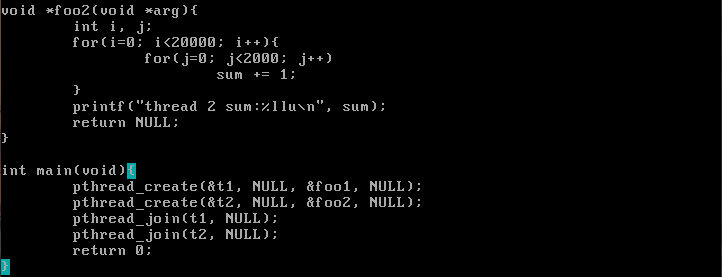 void *foo2(void *arg){
        int i, j;
        for(i=0; i<20000; i++){
                for(j=0; j<2000; j++)
                        sum += 1;
        }
        printf("thread 2 sum:%llu\n", sum);
        return NULL;
}

int main(void){
        pthread_create(&t1, NULL, &foo1, NULL);
        pthread_create(&t2, NULL, &foo2, NULL);
        pthread_join(t1, NULL);
        pthread_join(t2, NULL);
        return 0;
}